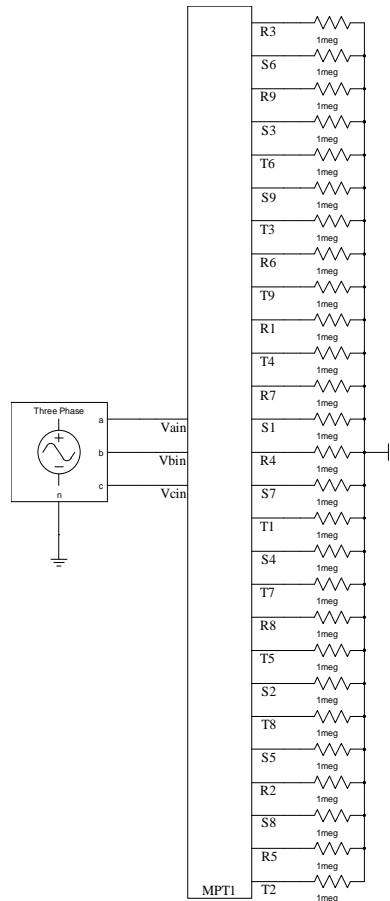 R3
1meg
S6
1meg
R9
1meg
S3
1meg
T6
1meg
S9
1meg
T3
1meg
R6
1meg
T9
1meg
R1
1meg
T4
1meg
R7
1meg
Three Phase
a
Vain
S1
1meg
b
Vbin
R4
1meg
c
Vcin
S7
1meg
n
T1
1meg
S4
1meg
T7
1meg
R8
1meg
T5
1meg
S2
1meg
T8
1meg
S5
1meg
R2
1meg
S8
1meg
R5
1meg
MPT1
T2
1meg